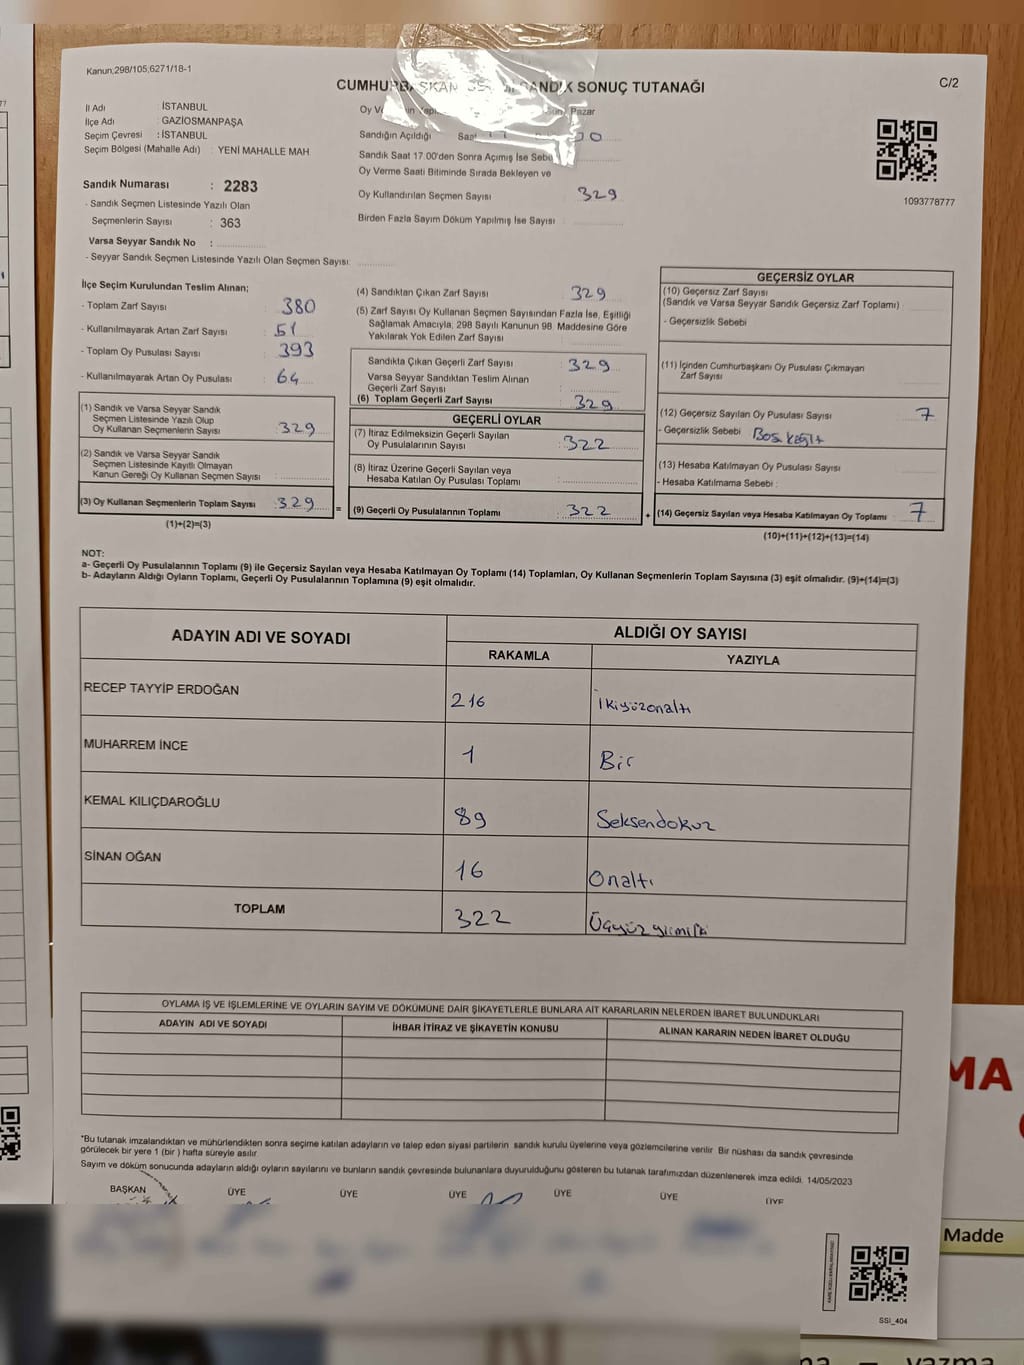 Kanun;298/105,6271/18-1
CUMHURBAŞKAN SANDIK SONUÇ TUTANAĞI
C/2
İl Adı : İSTANBUL
İlçe Adı : GAZİOSMANPAŞA
Seçim Çevresi : İSTANBUL
Seçim Bölgesi (Mahalle Adı) : YENİ MAHALLE MAH
Sandık Numarası : 2283
- Sandık Seçmen Listesinde Yazılı Olan
Seçmenlerin Sayısı : 363
Varsa Seyyar Sandık No :
- Seyyar Sandık Seçmen Listesinde Yazılı Olan Seçmen Sayısı:
Oy Pazar
Sandığın Açıldığı Saat
Sandık Saat 17.00'den Sonra Açımış İse
Oy Verme Saati Bitiminde Sırada Bekleyen ve
Oy Kullandırılan Seçmen Sayısı 329
Birden Fazla Sayım Döküm Yapılmış İse Sayısı
1093778777
İlçe Seçim Kurulundan Teslim Alınan;
- Toplam Zarf Sayısı : 380
- Kullanılmayarak Artan Zarf Sayısı : 51
- Toplam Oy Pusulası Sayısı : 393
- Kullanılmayarak Artan Oy Pusulası : 64
(1) Sandık ve Varsa Seyyar Sandık
Seçmen Listesinde Yazılı Olup
Oy Kullanan Seçmenlerin Sayısı : 329
(2) Sandık ve Varsa Seyyar Sandık
Seçmen Listesinde Kayıtlı Olmayan
Kanun Gereği Oy Kullanan Seçmen Sayısı :
(3) Oy Kullanan Seçmenlerin Toplam Sayısı : 329
(1)+(2)=(3)
(4) Sandıktan Çıkan Zarf Sayısı 329
(5) Zarf Sayısı Oy Kullanan Seçmen Sayısından Fazla İse, Eşitliği
Sağlamak Amacıyla, 298 Sayılı Kanunun 98 Maddesine Göre
Yakılarak Yok Edilen Zarf Sayısı
Sandıkta Çıkan Geçerli Zarf Sayısı : 329
Varsa Seyyar Sandıktan Teslim Alınan
Geçerli Zarf Sayısı
(6) Toplam Geçerli Zarf Sayısı : 329
GEÇERLİ OYLAR
(7) İtiraz Edilmeksizin Geçerli Sayılan
Oy Pusulalarının Sayısı : 322
(8) İtiraz Üzerine Geçerli Sayılan veya
Hesaba Katılan Oy Pusulası Toplamı :
= (9) Geçerli Oy Pusulalarının Toplamı : 322
GEÇERSİZ OYLAR
(10) Geçersiz Zarf Sayısı
(Sandık ve Varsa Seyyar Sandık Geçersiz Zarf Toplamı) :
- Geçersizlik Sebebi
(11) İçinden Cumhurbaşkanı Oy Pusulası Çıkmayan
Zarf Sayısı
(12) Geçersiz Sayılan Oy Pusulası Sayısı : 7
- Geçersizlik Sebebi
(13) Hesaba Katılmayan Oy Pusulası Sayısı
- Hesaba Katılmama Sebebi :
+ (14) Geçersiz Sayılan veya Hesaba Katılmayan Oy Toplamı 7
(10)+(11)+(12)+(13)=(14)
NOT:
a- Geçerli Oy Pusulalarının Toplamı (9) ile Geçersiz Sayılan veya Hesaba Katılmayan Oy Toplamı (14) Toplamları, Oy Kullanan Seçmenlerin Toplam Sayısına (3) eşit olmalıdır. (9)+(14)=(3)
b- Adayların Aldığı Oyların Toplamı, Geçerli Oy Pusulalarının Toplamına (9) eşit olmalıdır.
ADAYIN ADI VE SOYADI
ALDIĞI OY SAYISI
RAKAMLA YAZIYLA
RECEP TAYYİP ERDOĞAN 216 İkiyüzonaltı
MUHARREM İNCE 1 Bir
KEMAL KILIÇDAROĞLU 89 Seksendokuz
SİNAN OĞAN 16 Onaltı
TOPLAM 322 Üçyüz
OYLAMA İŞ VE İŞLEMLERİNE VE OYLARIN SAYIM VE DÖKÜMÜNE DAİR ŞİKAYETLERLE BUNLARA AİT KARARLARIN NELERDEN İBARET BULUNDUKLARI
ADAYIN ADI VE SOYADI İHBAR İTİRAZ VE ŞİKAYETİN KONUSU ALINAN KARARIN NEDEN İBARET OLDUĞU
*Bu tutanak imzalandıktan ve mühürlendikten sonra seçime katılan adayların ve talep eden siyasi partilerin sandık kurulu üyelerine veya gözlemcilerine verilir. Bir nüshası da sandık çevresinde
görülecek bir yere 1 (bir ) hafta süreyle asılır.
Sayım ve döküm sonucunda adayların aldığı oyların sayılarını ve bunların sandık çevresinde bulunanlara duyurulduğunu gösteren bu tutanak tarafımızdan düzenlenerek imza edildi. 14/05/2023
BAŞKAN ÜYE ÜYE ÜYE ÜYE ÜYE ÜYE
SSİ_404
MA
Madde
yazma